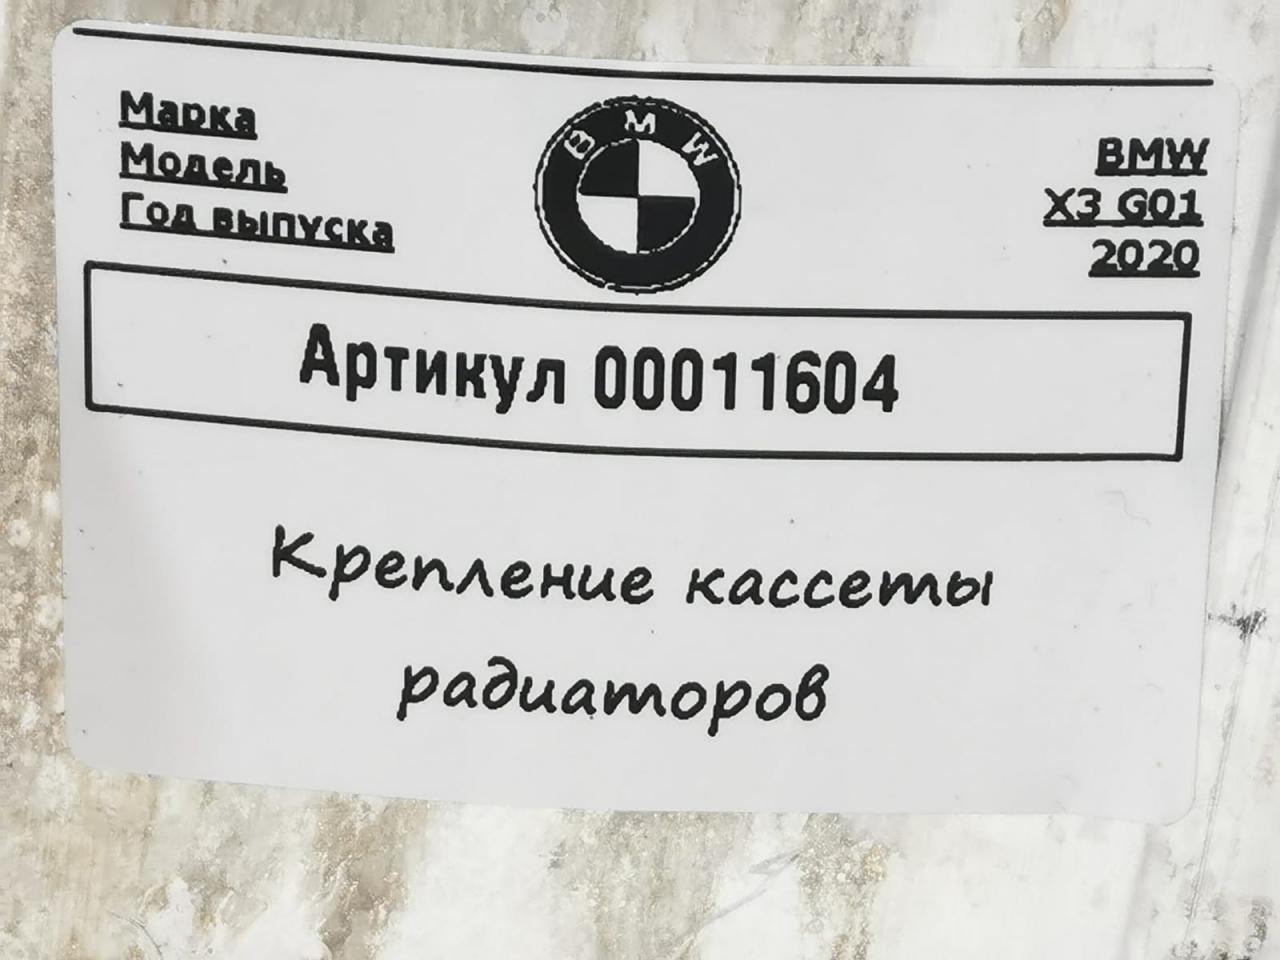 Марка
Модель
Год выпуска
BMW
BMW
X3 G01
2020
Артикул 00011604
Крепление кассеты
радиаторов